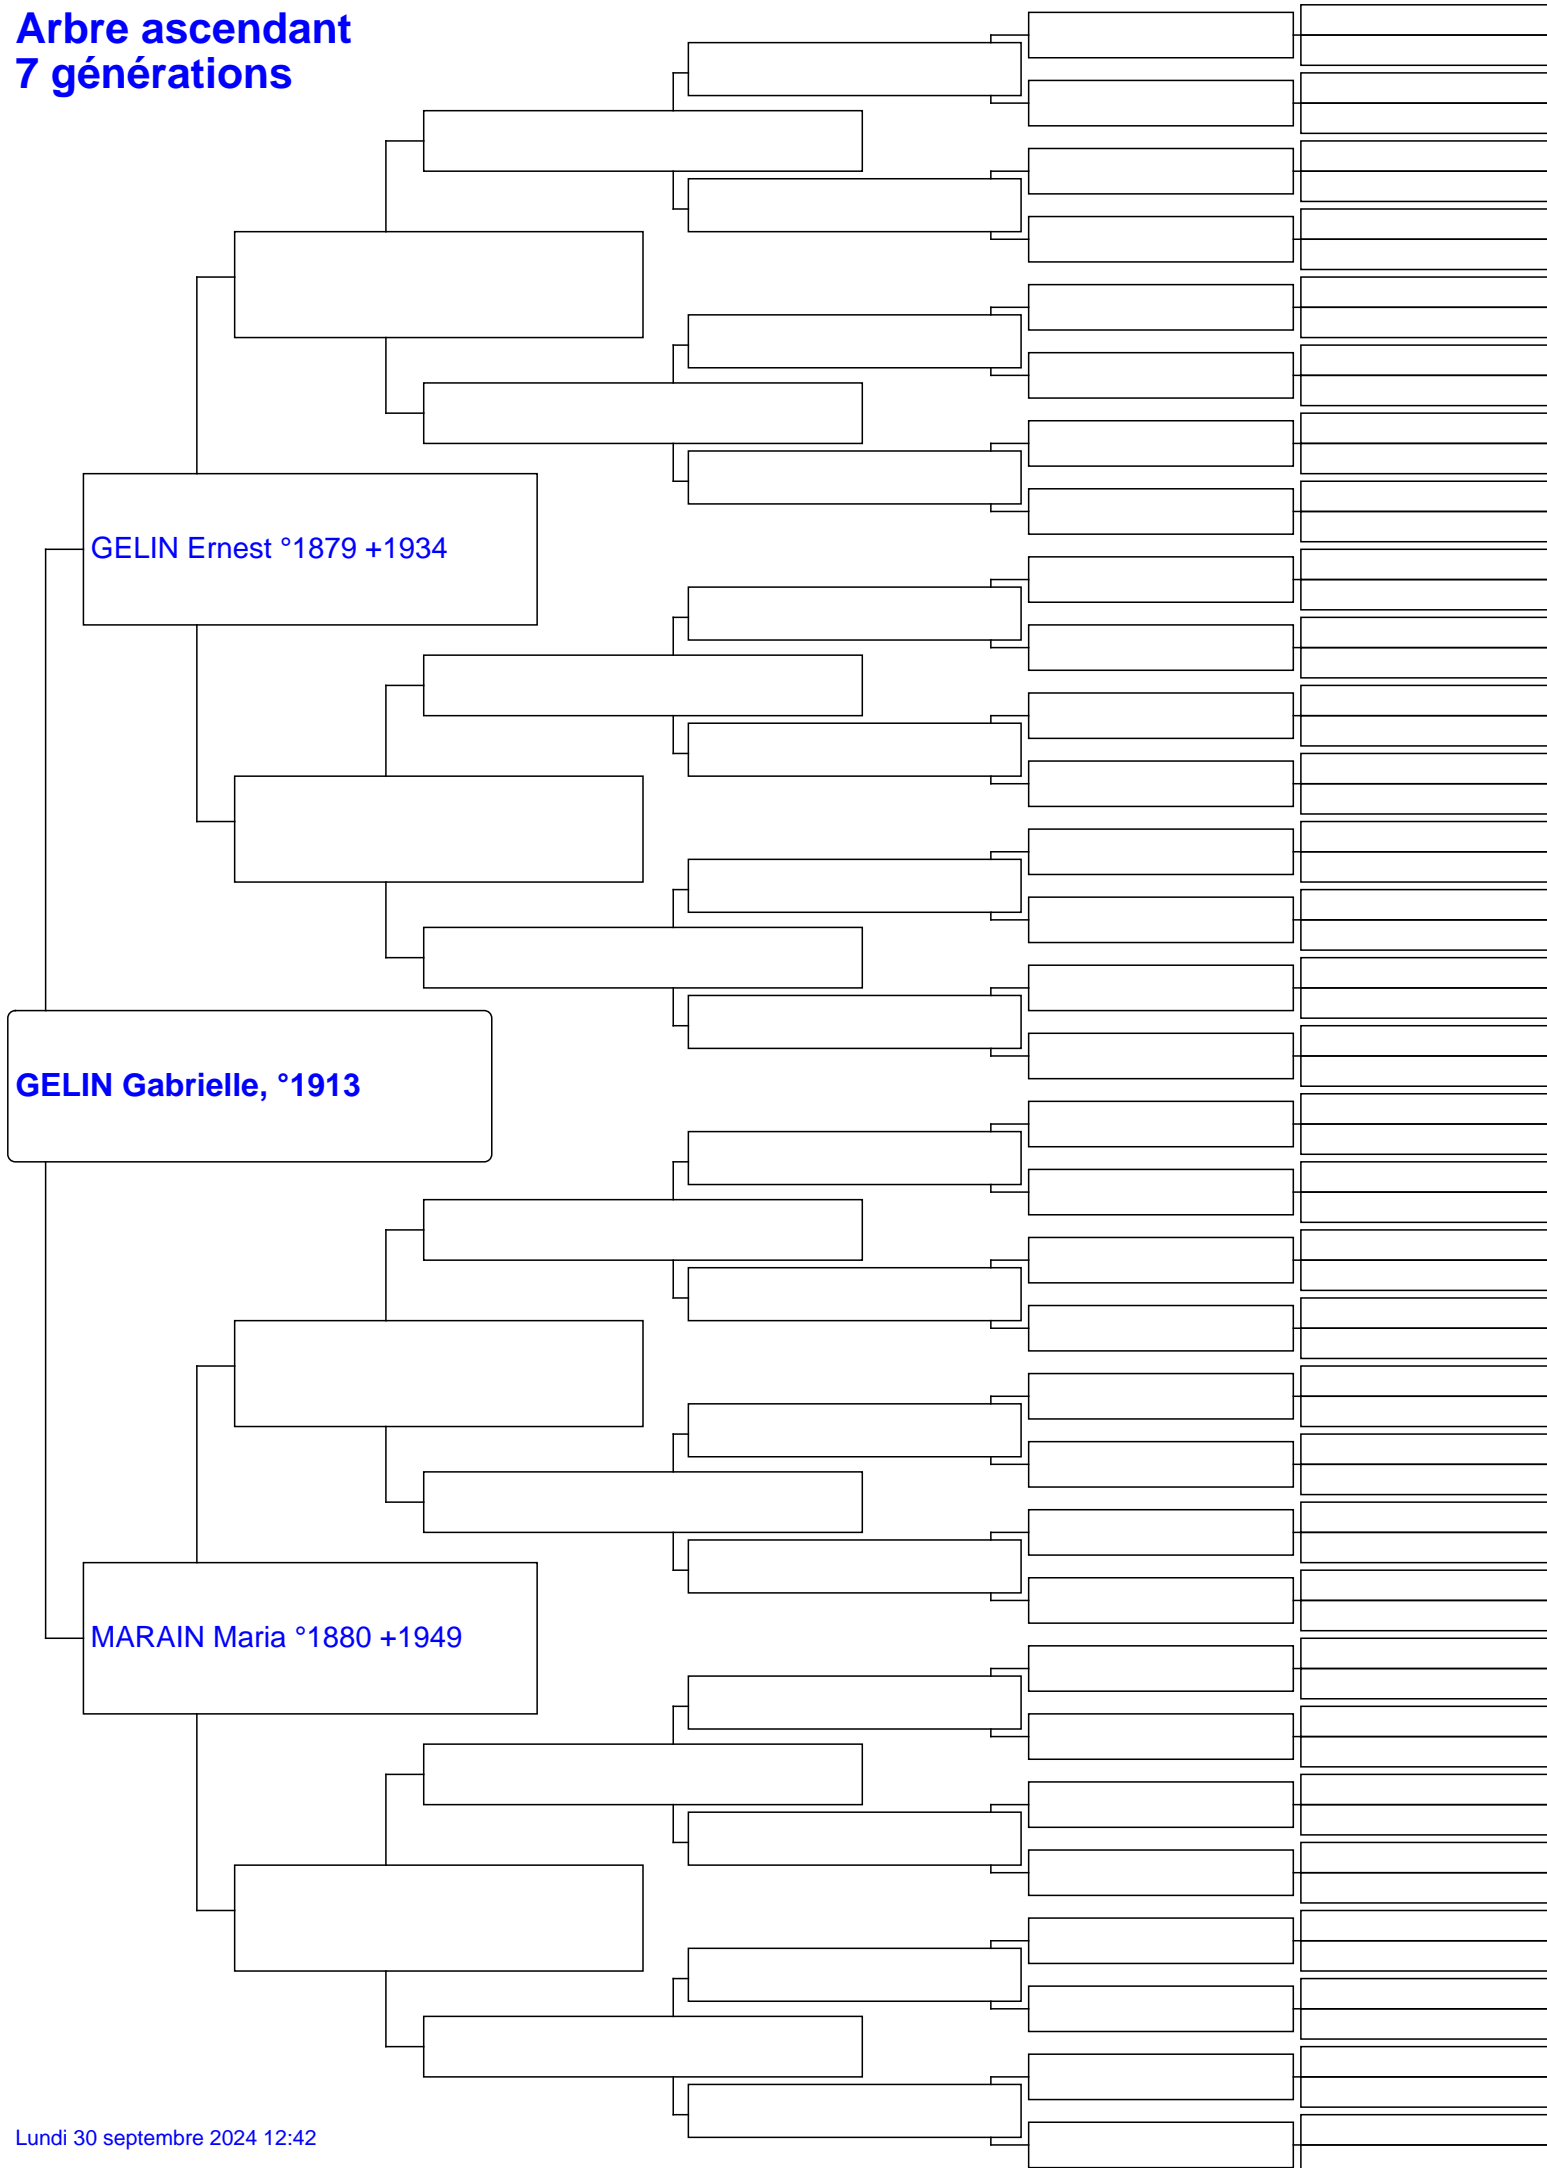 Arbre ascendant
7 générations
GELIN Ernest °1879 +1934
GELIN Gabrielle, °1913
MARAIN Maria °1880 +1949
Lundi 30 septembre 2024 12:42